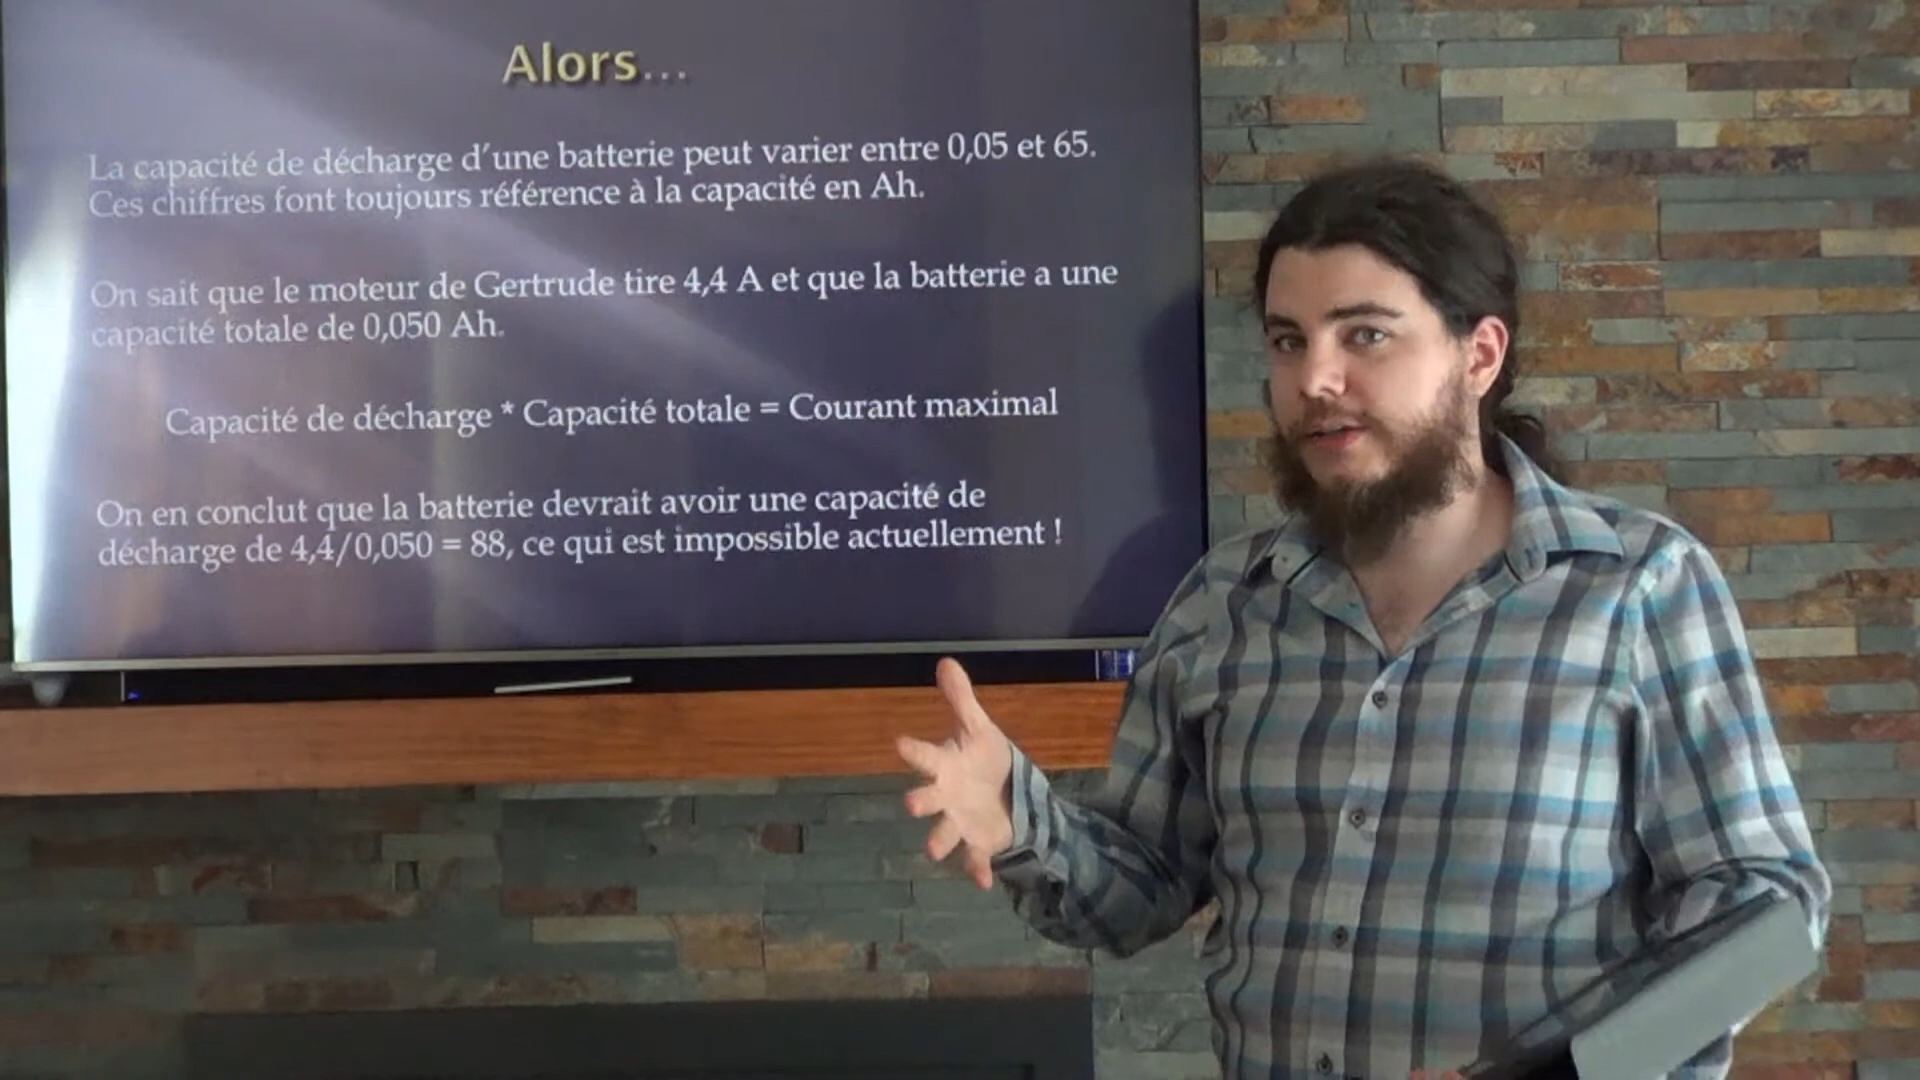 Alors…
La capacité de décharge d'une batterie peut varier entre 0,05 et 65.
Ces chiffres font toujours référence à la capacité en Ah.
On sait que le moteur de Gertrude tire 4,4 A et que la batterie a une
capacité totale de 0,050 Ah.
Capacité de décharge * Capacité totale = Courant maximal
On en conclut que la batterie devrait avoir une capacité de
décharge de 4,4/0,050 = 88, ce qui est impossible actuellement !